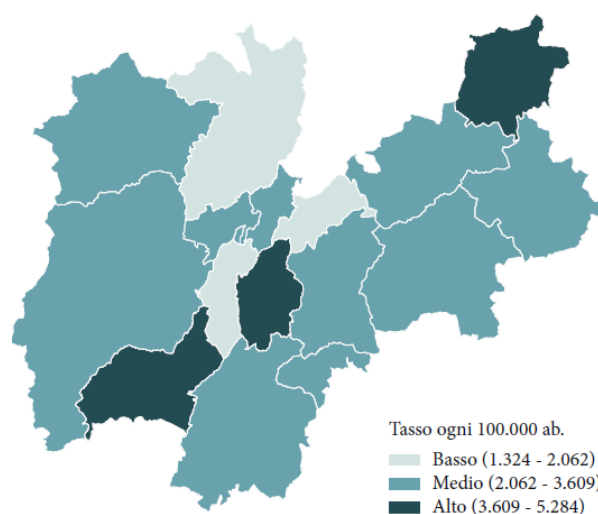 Tasso ogni 100.000 ab.
Basso (1.324 - 2.062)
Medio (2.062 - 3.609)
Alto (3.609 - 5.284)